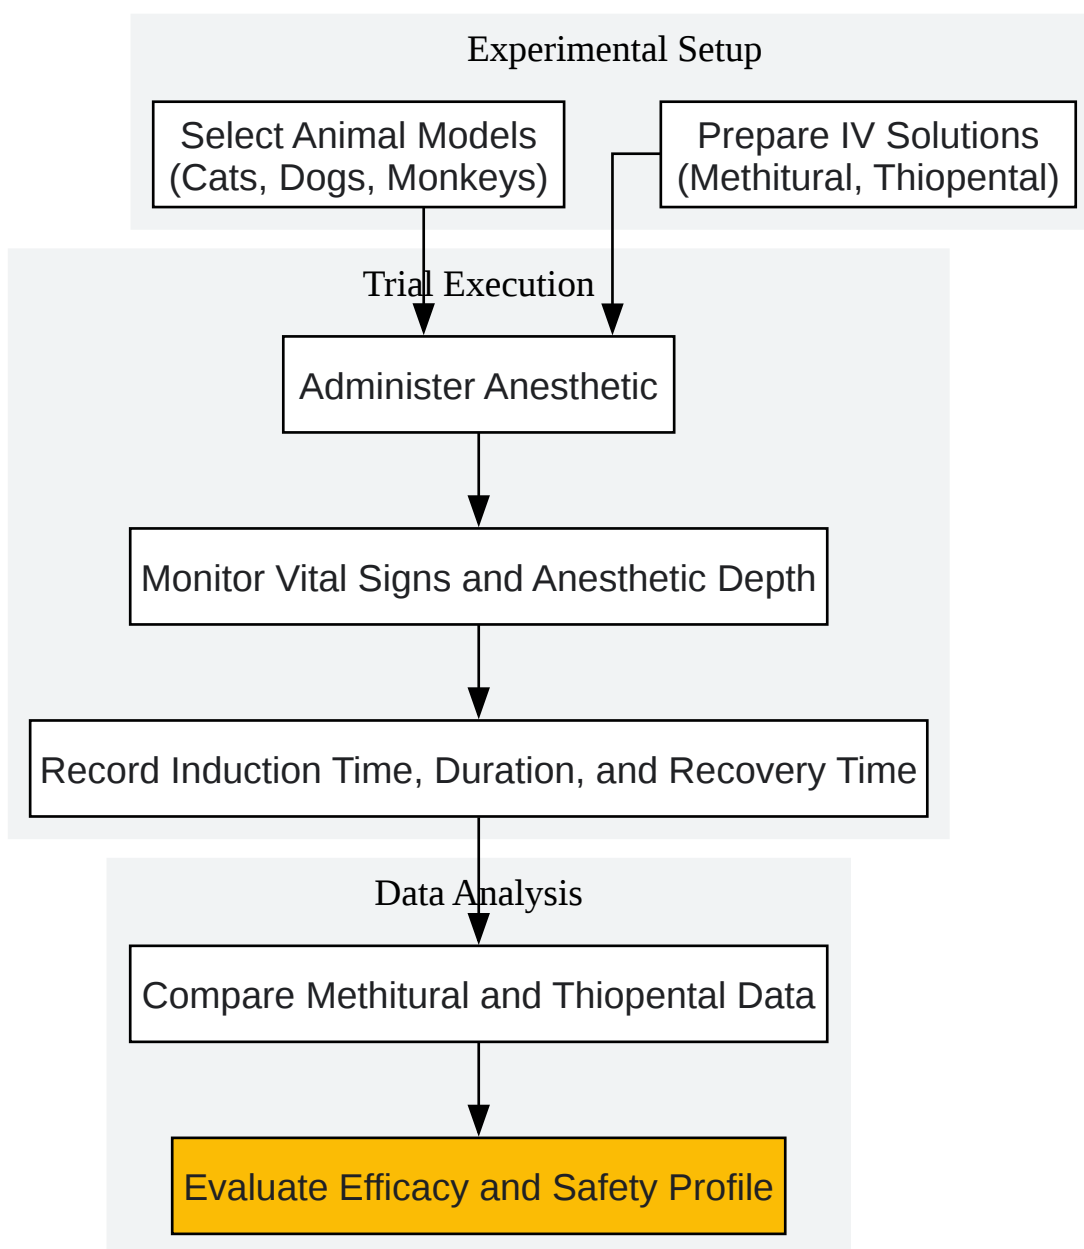 Experimental Setup
Select Animal Models
(Cats, Dogs, Monkeys)
Prepare IV Solutions
(Methitural, Thiopental)
Trial Execution
Administer Anesthetic
Monitor Vital Signs and Anesthetic Depth
Record Induction Time, Duration, and Recovery Time
Data Analysis
Compare Methitural and Thiopental Data
Evaluate Efficacy and Safety Profile